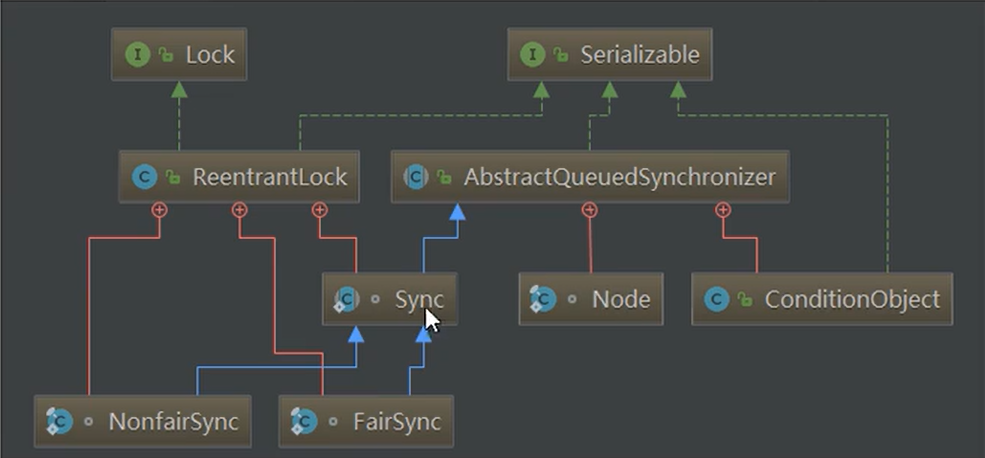 Lock
Serializable
ReentrantLock
AbstractQueuedSynchronizer
Sync
Node
ConditionObject
NonfairSync
FairSync